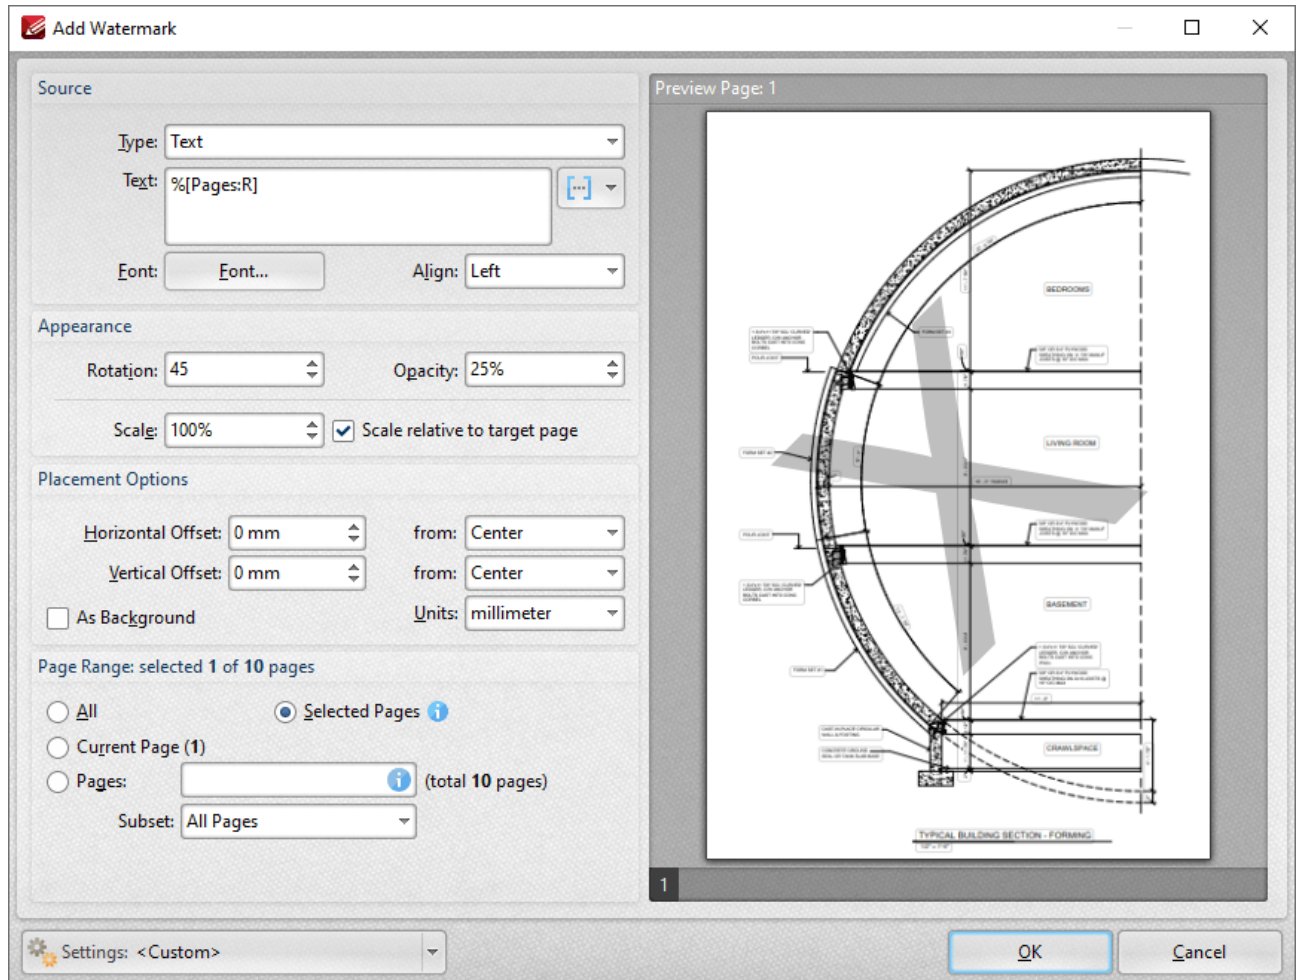 Add Watermark
Source
Type: Text
Text: %[Pages:R]
Font: Font... Align: Left
Appearance
Rotation: 45 Opacity: 25%
Scale: 100% Scale relative to target page
Placement Options
Horizontal Offset: 0 mm from: Center
Vertical Offset: 0 mm from: Center
As Background Units: millimeter
Page Range: selected 1 of 10 pages
All Selected Pages
Current Page (1)
Pages: (total 10 pages)
Subset: All Pages
Preview Page: 1
BEDROOMS
LIVING ROOM
BASEMENT
CRAWLSPACE
TYPICAL BUILDING SECTION - FORMING
1
Settings: <Custom>
OK
Cancel